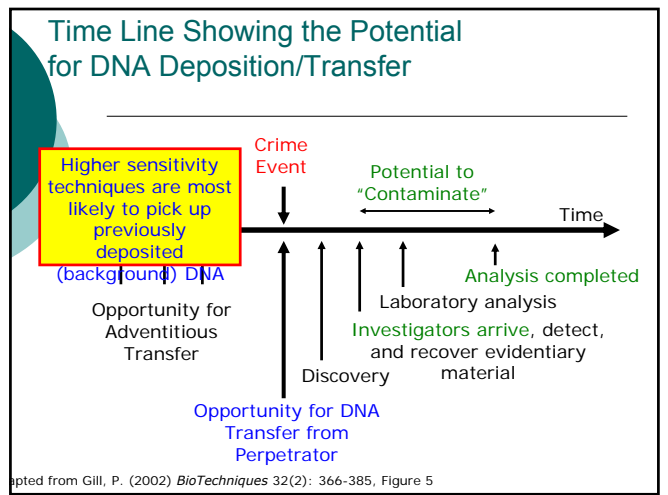 Time Line Showing the Potential
for DNA Deposition/Transfer
Higher sensitivity
techniques are most
likely to pick up
previously
deposited
(background) DNA
Crime
Event
Potential to
“Contaminate”
Time
Opportunity for
Adventitious
Transfer
Analysis completed
Laboratory analysis
Investigators arrive, detect,
and recover evidentiary
material
Discovery
Opportunity for DNA
Transfer from
Perpetrator
apted from Gill, P. (2002) BioTechniques 32(2): 366-385, Figure 5